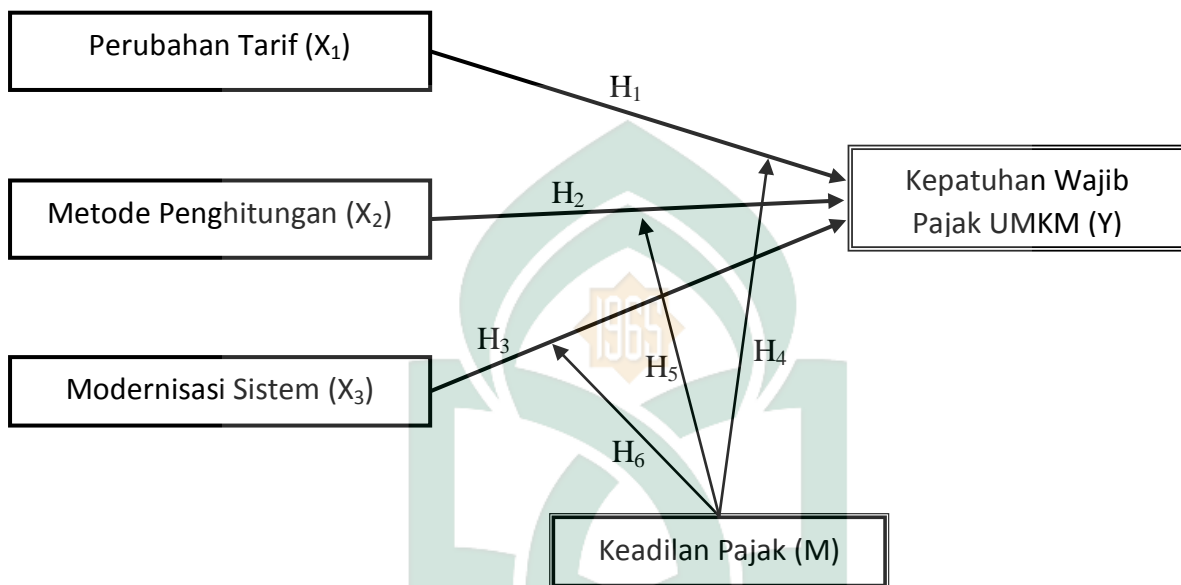 Perubahan Tarif (X₁)
H₁
Kepatuhan Wajib
Pajak UMKM (Y)
Metode Penghitungan (X₂)
H₂
1965
H₃
H₄
H₅
Modernisasi Sistem (X₃)
H₆
Keadilan Pajak (M)